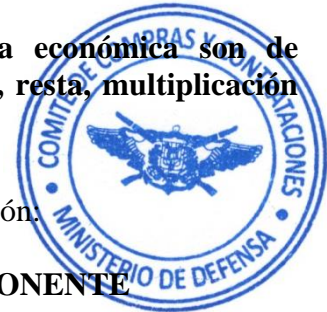 a económica son de
, resta, multiplicación
ón:
ONENTE
COMITÉ DE COMPRAS Y CONTRATACIONES
MINISTERIO DE DEFENSA